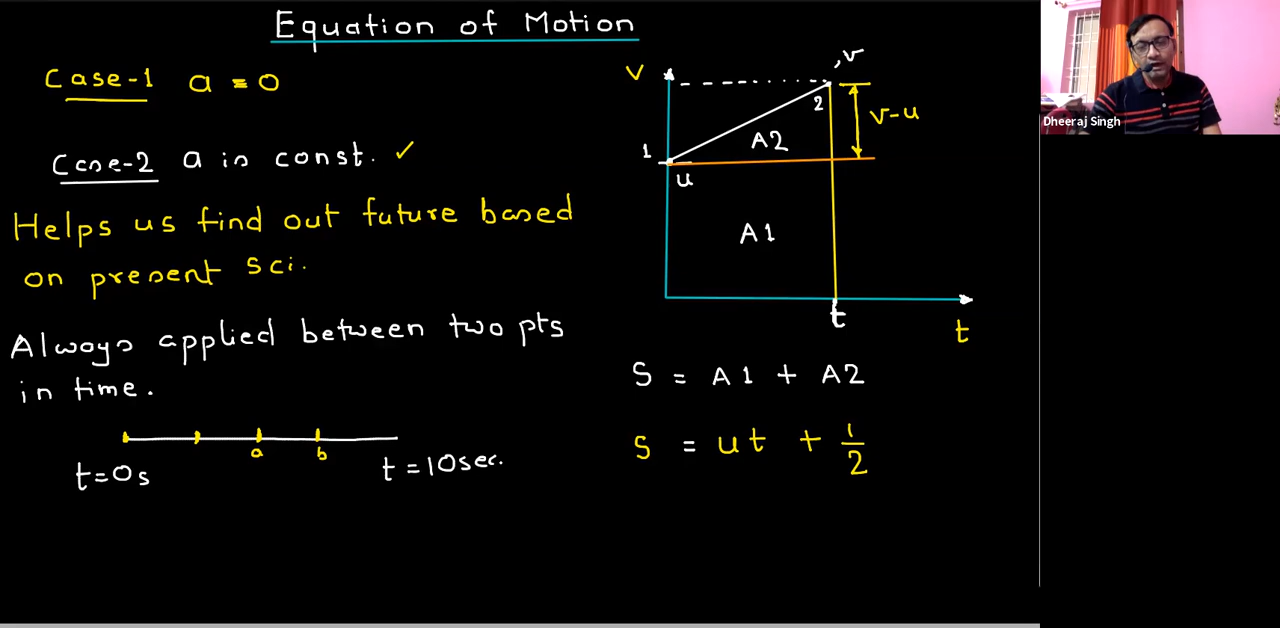 Equation of Motion
Case-1 a = 0
Case-2 a is const. ✓
Helps us find out future based
on present sci.
Always applied between two pts
in time.
a b
t=0s t=10sec.
v
,v
2
v-u
1
A2
u
A1
t
t
S = A1 + A2
S = ut + 1/2
Dheeraj Singh